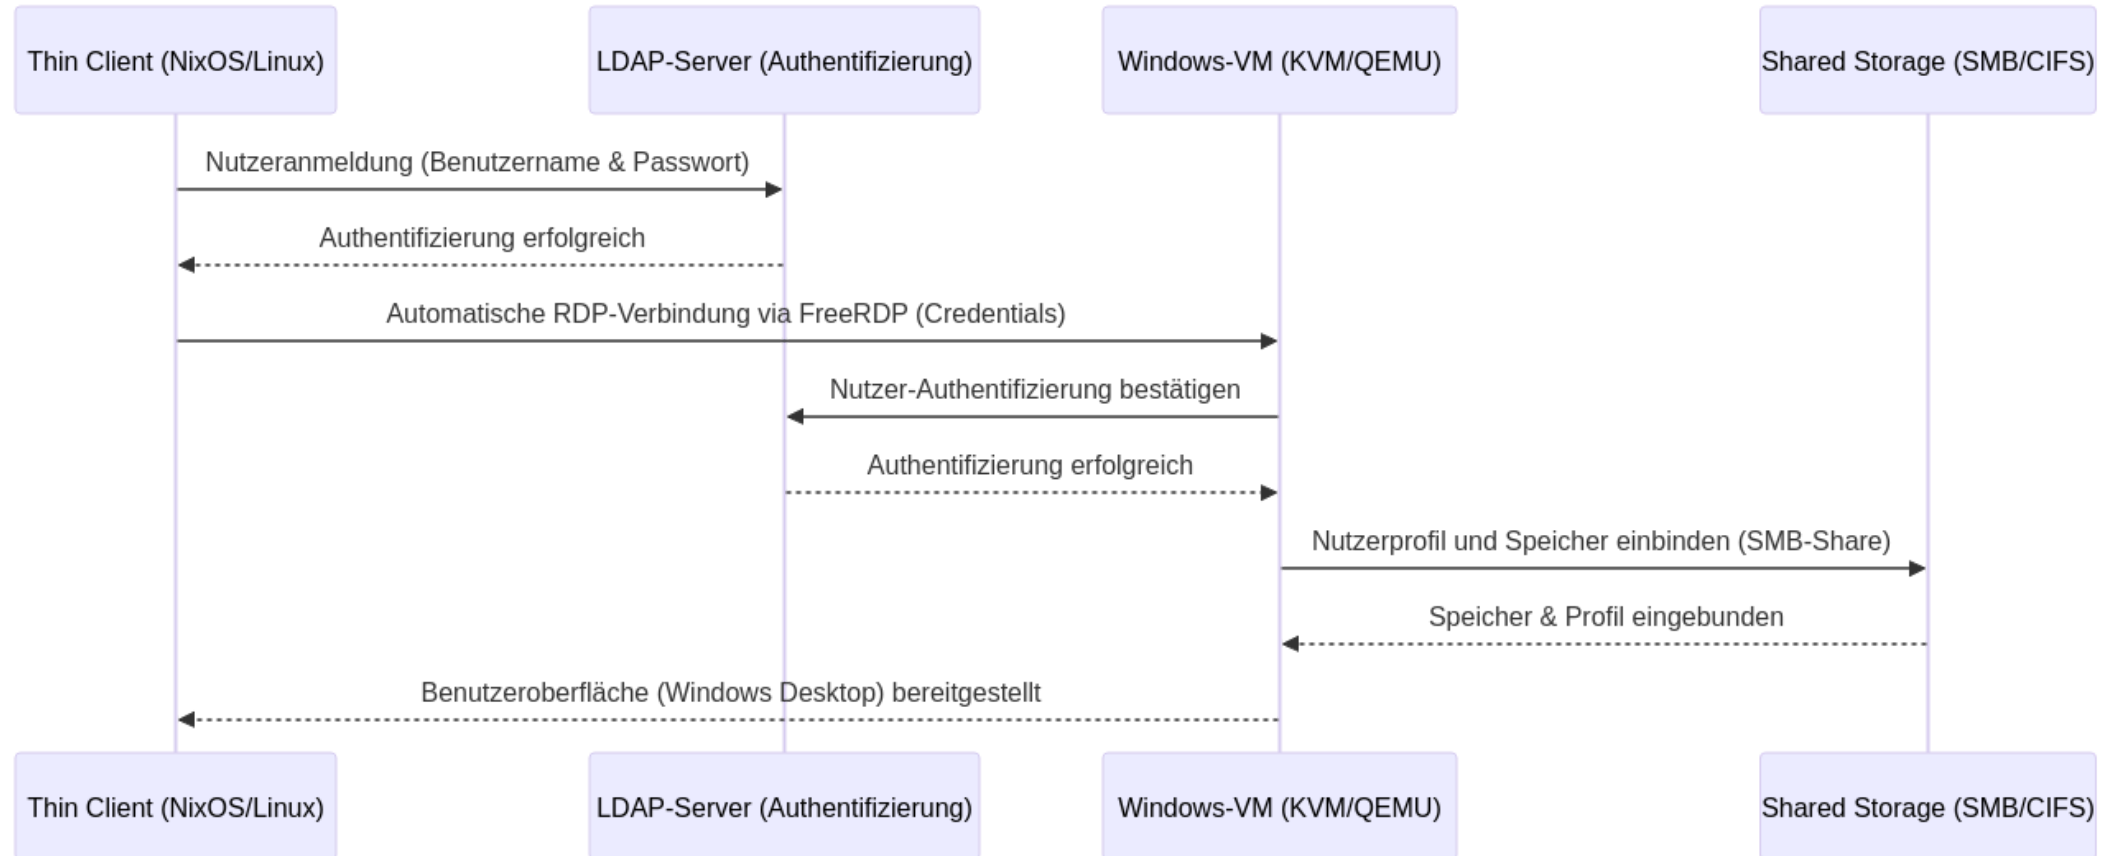 Thin Client (NixOS/Linux)
LDAP-Server (Authentifizierung)
Windows-VM (KVM/QEMU)
Shared Storage (SMB/CIFS)
Nutzeranmeldung (Benutzername & Passwort)
Authentifizierung erfolgreich
Automatische RDP-Verbindung via FreeRDP (Credentials)
Nutzer-Authentifizierung bestätigen
Authentifizierung erfolgreich
Nutzerprofil und Speicher einbinden (SMB-Share)
Speicher & Profil eingebunden
Benutzeroberfläche (Windows Desktop) bereitgestellt
Thin Client (NixOS/Linux)
LDAP-Server (Authentifizierung)
Windows-VM (KVM/QEMU)
Shared Storage (SMB/CIFS)